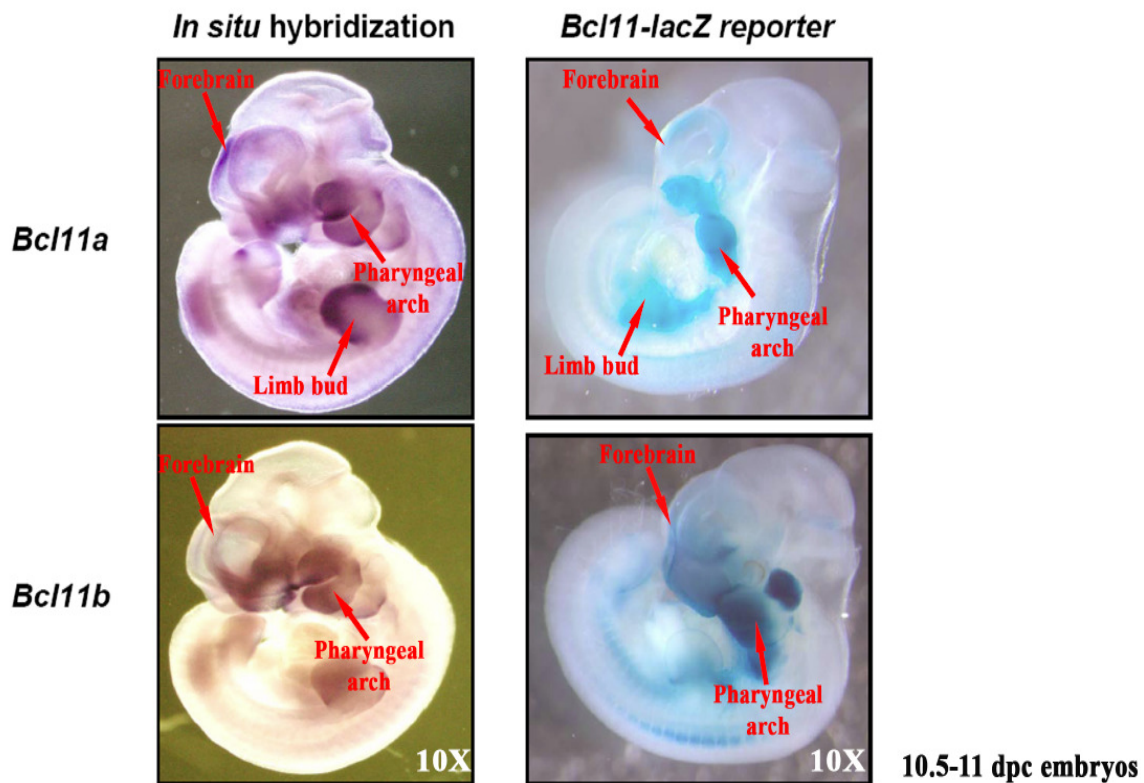 In situ hybridization
Bcl11-lacZ reporter
Bcl11a
Forebrain
Pharyngeal
arch
Limb bud
Forebrain
Pharyngeal
arch
Limb bud
Bcl11b
Forebrain
Pharyngeal
arch
10X
Forebrain
Pharyngeal
arch
10X
10.5-11 dpc embryos